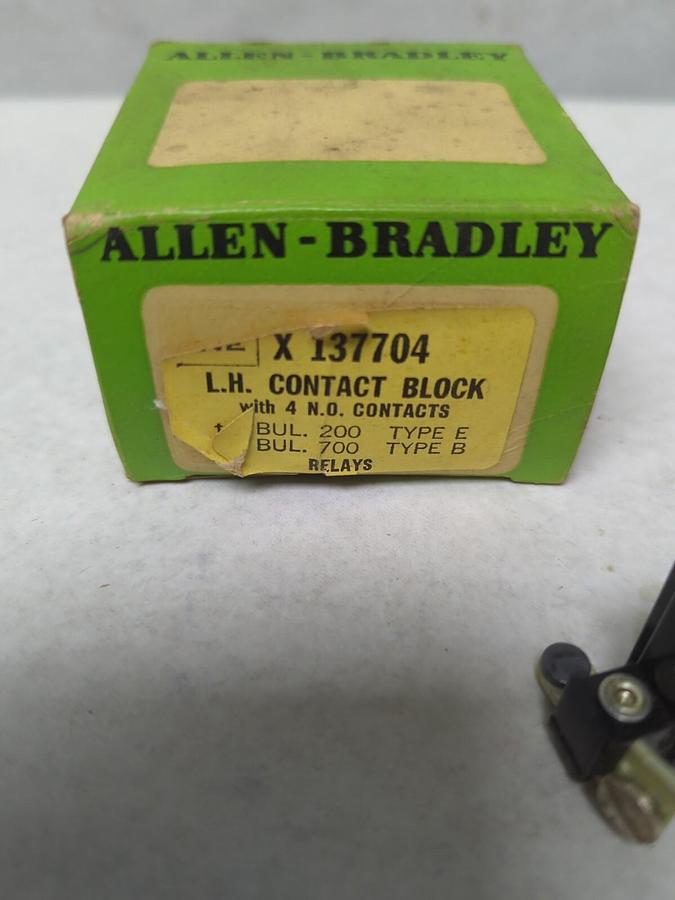 ALLEN-BRADLEY
ALLEN-BRADLEY
X 137704
L.H. CONTACT BLOCK
with 4 N.O. CONTACTS
BUL. 200 TYPE E
BUL. 700 TYPE B
RELAYS